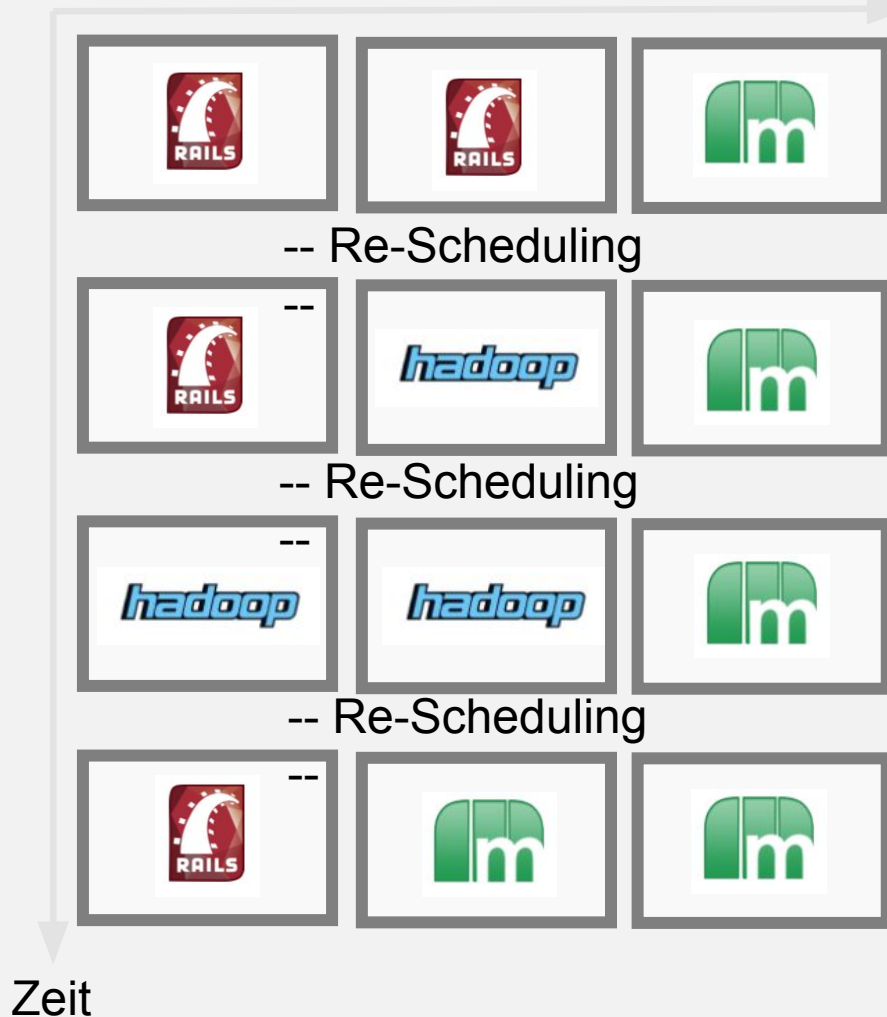 RAILS RAILS m
-- Re-Scheduling
--
RAILS hadoop m
-- Re-Scheduling
--
hadoop hadoop m
-- Re-Scheduling
--
RAILS m m
Zeit